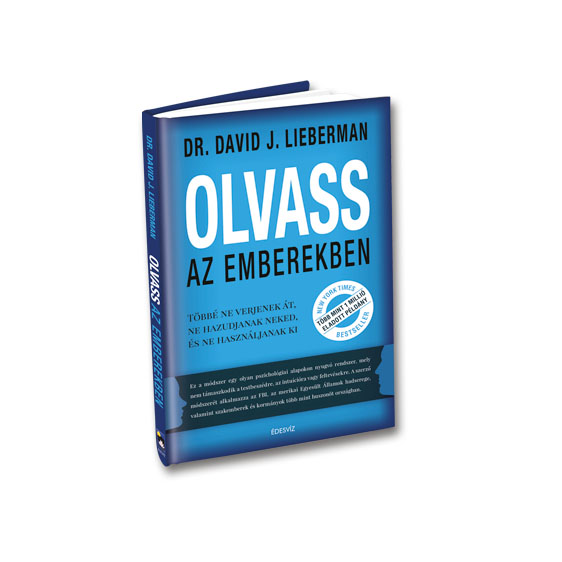 DR. DAVID J. LIEBERMAN
OLVASS
AZ EMBEREKBEN
TÖBBÉ NE VERJENEK ÁT,
NE HAZUDJANAK NEKED,
ÉS NE HASZNÁLJANAK KI
NEW YORK TIMES
TÖBB MINT 1 MILLIÓ
ELADOTT PÉLDÁNY
BESTSELLER
Ez a módszer egy olyan pszichológiai alapokon nyugvó rendszer, mely
nem támaszkodik a testbeszédre, az intuícióra vagy feltevésekre. A szerző
módszerét alkalmazza az FBI, az merikai Egyesült Államok hadserege,
valamint szakemberek és kormányok több mint huszonöt országban.
ÉDESVÍZ
DR. DAVID J. LIEBERMAN OLVASS AZ EMBEREKBEN